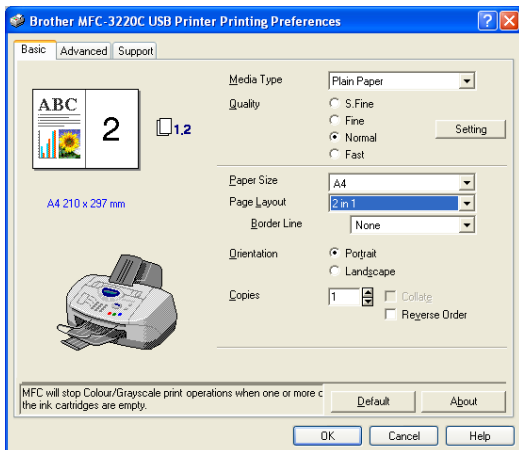 Brother MFC-3220C USB Printer Printing Preferences
Basic Advanced Support
Media Type Plain Paper
Quality S.Fine
Fine
Normal Setting
Fast
ABC
2
1,2
A4 210 x 297 mm
Paper Size A4
Page Layout 2 in 1
Border Line None
Orientation Portrait
Landscape
Copies 1 Collate
Reverse Order
MFC will stop Colour/Grayscale print operations when one or more
the ink cartridges are empty.
Default About
OK Cancel Help